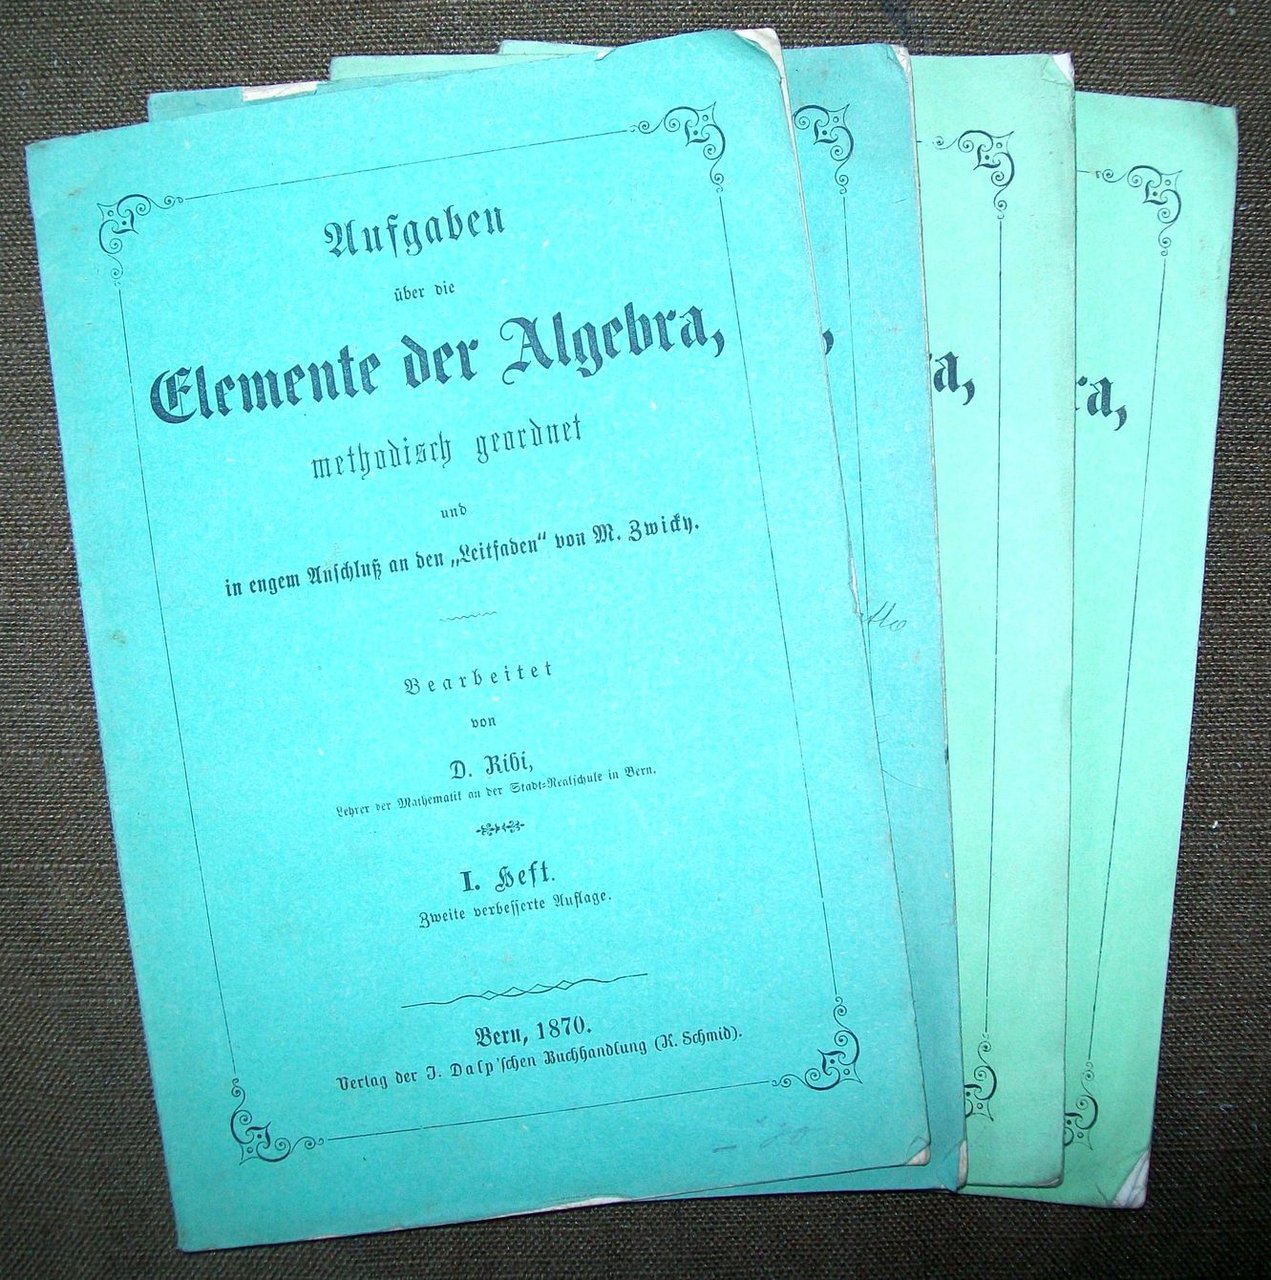 Aufgaben
über die
Elemente der Algebra,
methodisch geordnet
und
in engem Anschluß an den „Leitfaden“ von M. Zwicky.
Bearbeitet
von
D. Ribi,
Lehrer der Mathematik an der Stadt=Realschule in Bern.
I. Heft.
Zweite verbesserte Auflage.
Bern, 1870.
Verlag der J. Dalp'schen Buchhandlung (K. Schmid).
,
a,
ra,